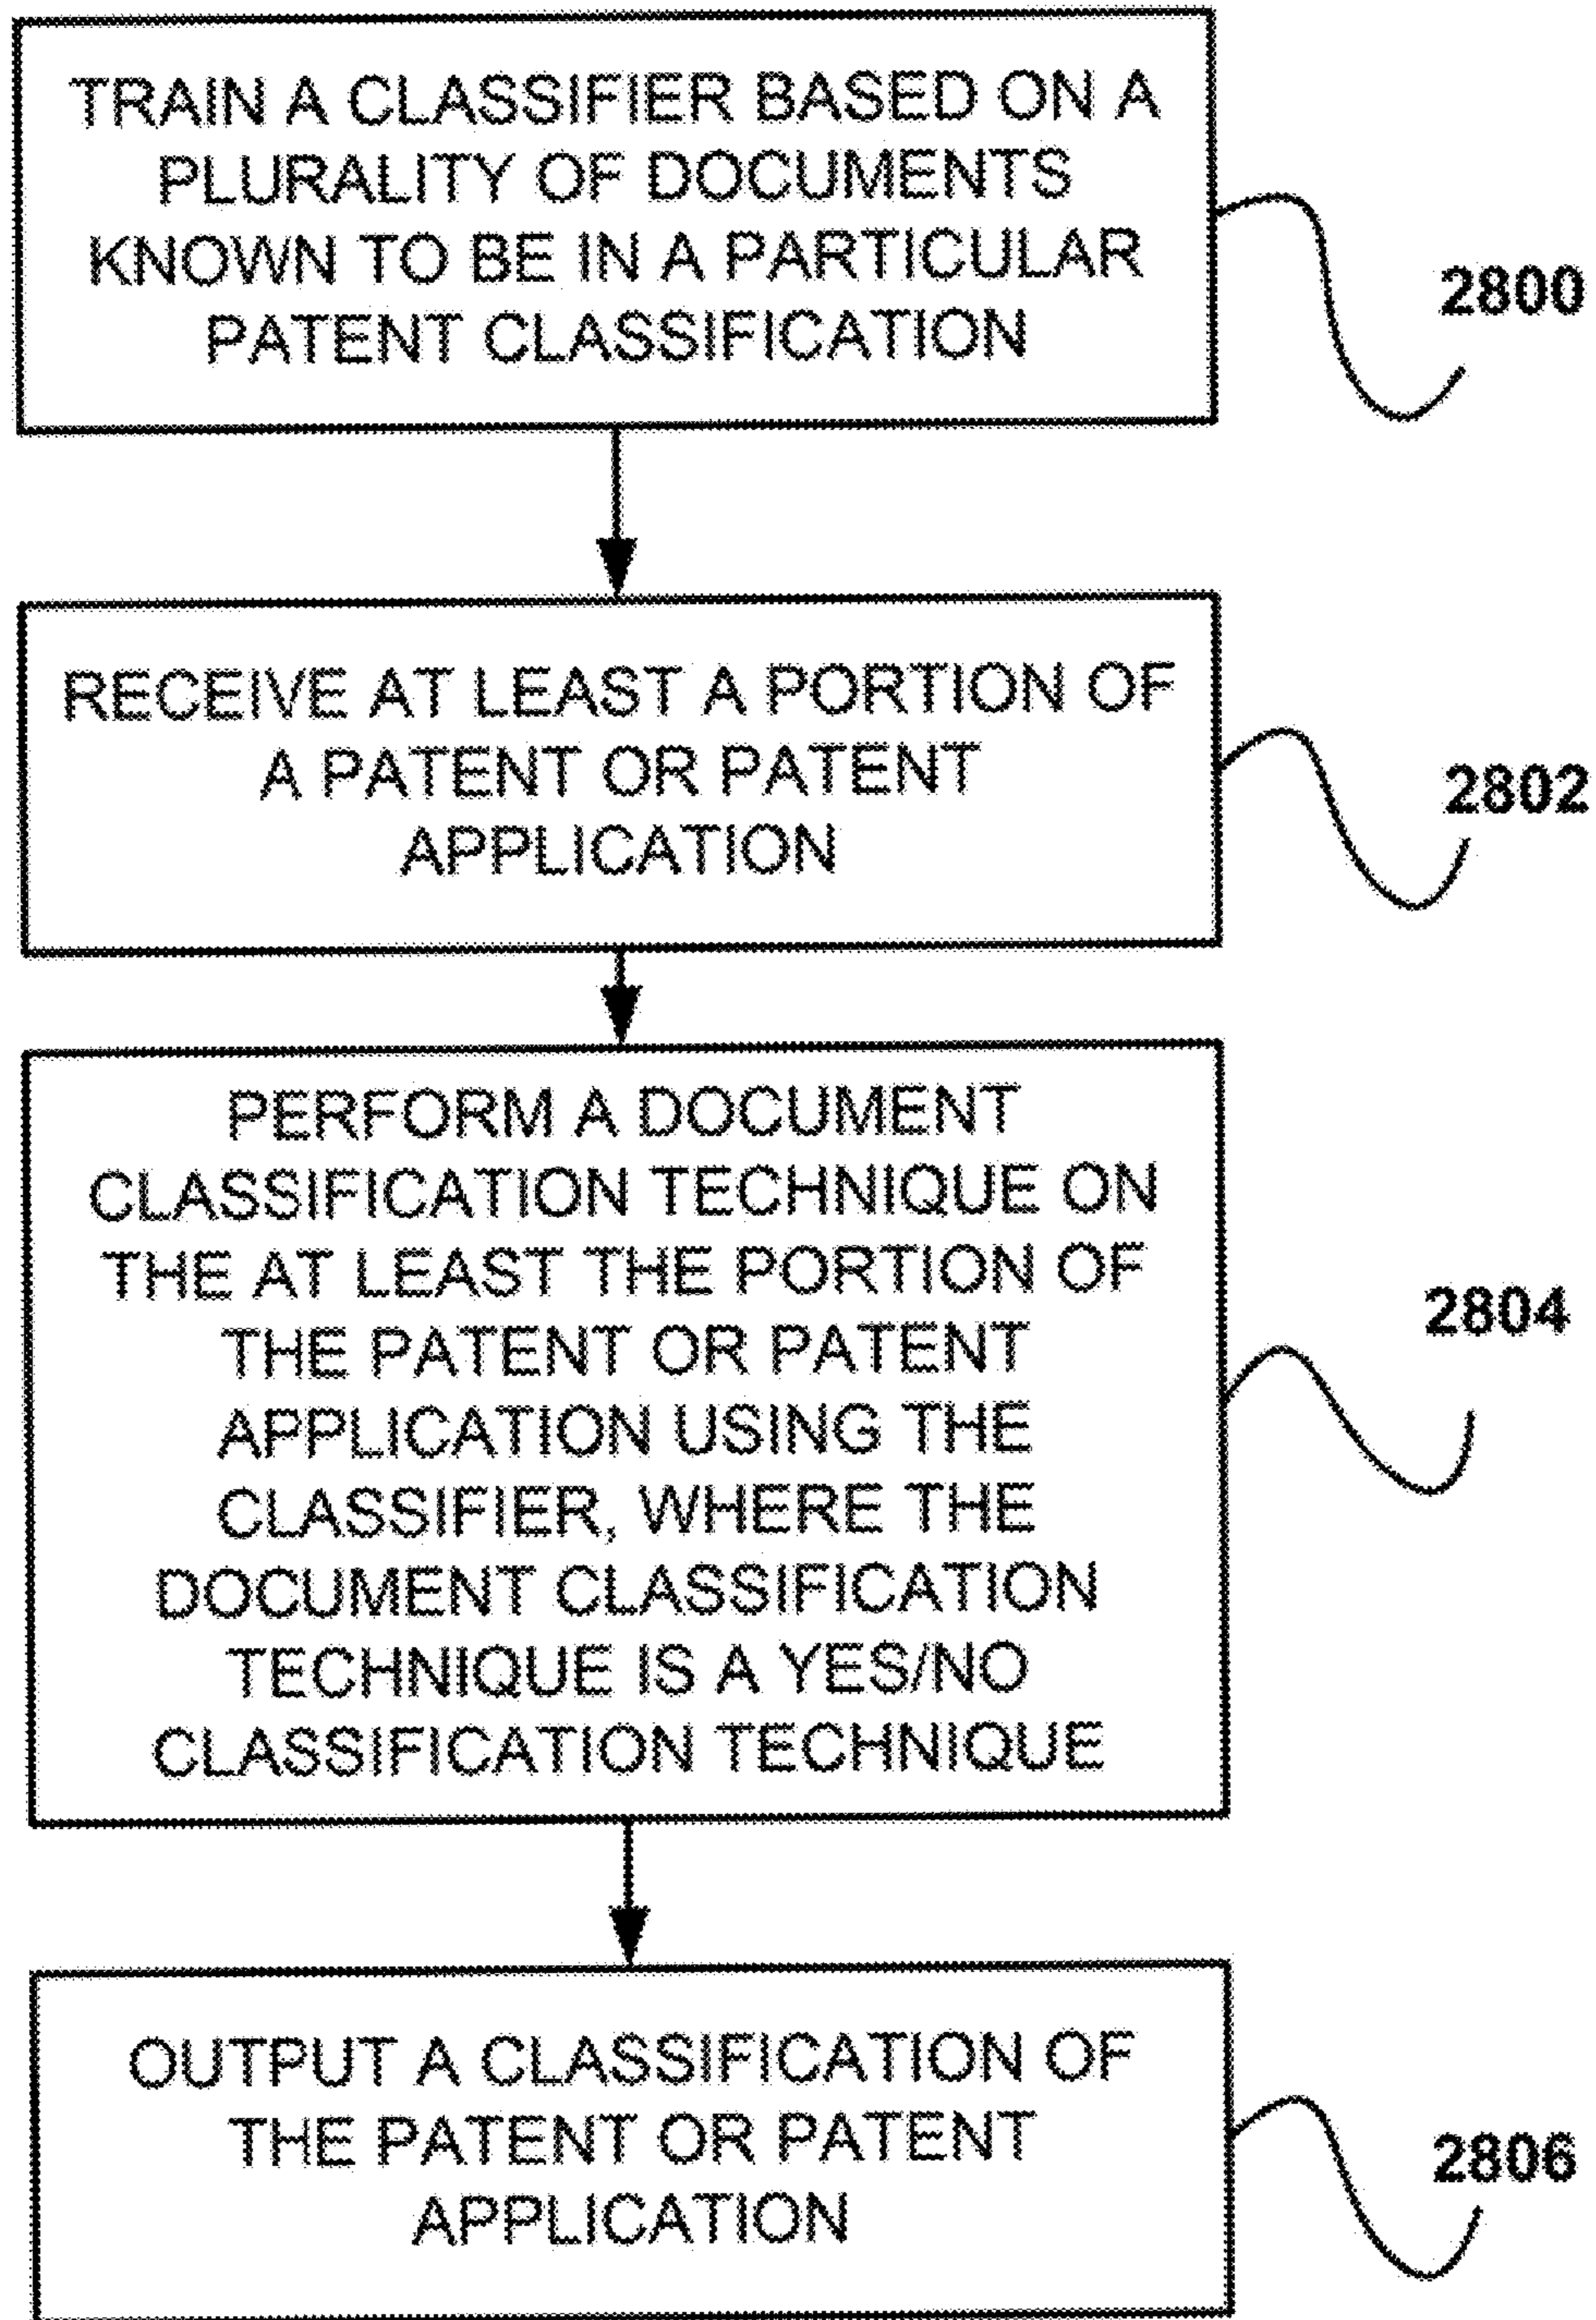 TRAIN A CLASSIFIER BASED ON A
PLURALITY OF DOCUMENTS
KNOWN TO BE IN A PARTICULAR
PATENT CLASSIFICATION
2800
RECEIVE AT LEAST A PORTION OF
A PATENT OR PATENT
APPLICATION
2802
PERFORM A DOCUMENT
CLASSIFICATION TECHNIQUE ON
THE AT LEAST THE PORTION OF
THE PATENT OR PATENT
APPLICATION USING THE
CLASSIFIER, WHERE THE
DOCUMENT CLASSIFICATION
TECHNIQUE IS A YES/NO
CLASSIFICATION TECHNIQUE
2804
OUTPUT A CLASSIFICATION OF
THE PATENT OR PATENT
APPLICATION
2806